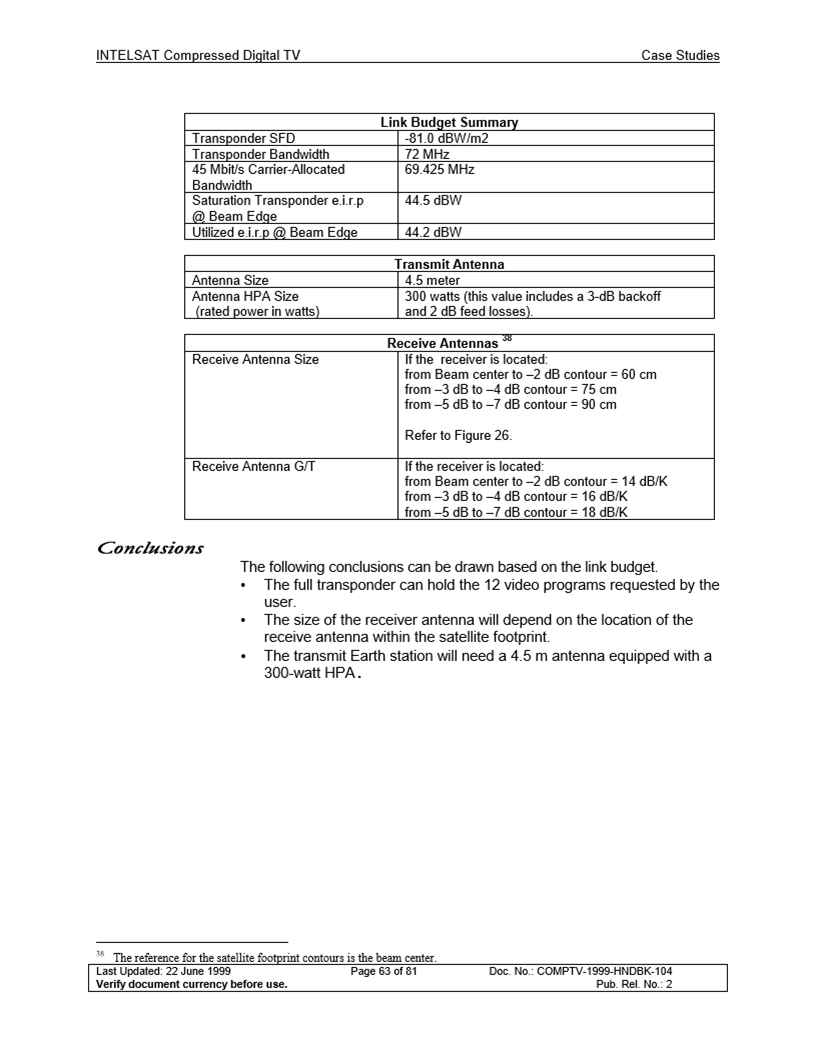 INTELSAT Compressed Digital TV Case Studies
Link Budget Summary
Transponder SFD -81.0 dBW/m2
Transponder Bandwidth 72 MHz
45 Mbit/s Carrier-Allocated Bandwidth 69.425 MHz
Saturation Transponder e.i.r.p @ Beam Edge 44.5 dBW
Utilized e.i.r.p @ Beam Edge 44.2 dBW
Transmit Antenna
Antenna Size 4.5 meter
Antenna HPA Size
(rated power in watts)
300 watts (this value includes a 3-dB backoff
and 2 dB feed losses).
Receive Antennas 38
Receive Antenna Size
If the receiver is located:
from Beam center to –2 dB contour = 60 cm
from –3 dB to –4 dB contour = 75 cm
from –5 dB to –7 dB contour = 90 cm
Refer to Figure 26.
Receive Antenna G/T
If the receiver is located:
from Beam center to –2 dB contour = 14 dB/K
from –3 dB to –4 dB contour = 16 dB/K
from –5 dB to –7 dB contour = 18 dB/K
Conclusions
The following conclusions can be drawn based on the link budget.
• The full transponder can hold the 12 video programs requested by the
user.
• The size of the receiver antenna will depend on the location of the
receive antenna within the satellite footprint.
• The transmit Earth station will need a 4.5 m antenna equipped with a
300-watt HPA.
38 The reference for the satellite footprint contours is the beam center.
Last Updated: 22 June 1999 Page 63 of 81 Doc. No.: COMPTV-1999-HNDBK-104
Verify document currency before use. Pub. Rel. No.: 2